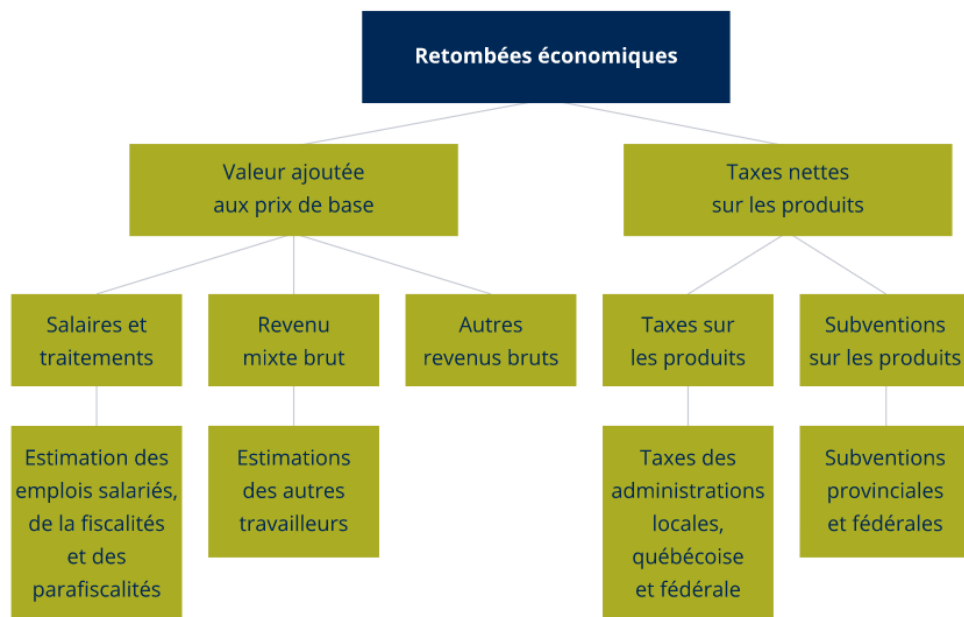 Retombées économiques
Valeur ajoutée
aux prix de base
Taxes nettes
sur les produits
Salaires et
traitements
Revenu
mixte brut
Autres
revenus bruts
Taxes sur
les produits
Subventions
sur les produits
Estimation des
emplois salariés,
de la fiscalités
et des
parafiscalités
Estimations
des autres
travailleurs
Taxes des
administrations
locales,
québécoise
et fédérale
Subventions
provinciales
et fédérales